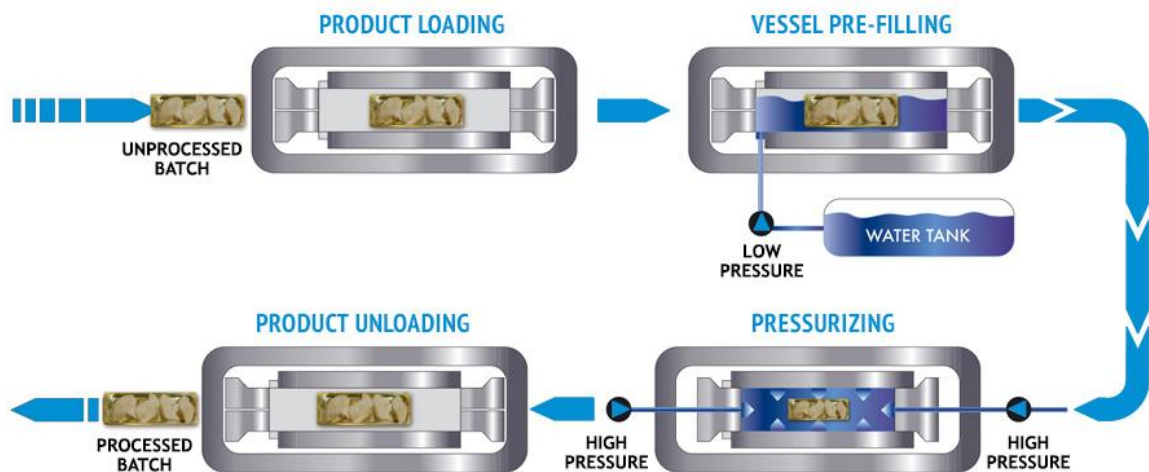 PRODUCT LOADING
VESSEL PRE-FILLING
UNPROCESSED
BATCH
WATER TANK
LOW
PRESSURE
PRODUCT UNLOADING
PRESSURIZING
PROCESSED
BATCH
HIGH
PRESSURE
HIGH
PRESSURE